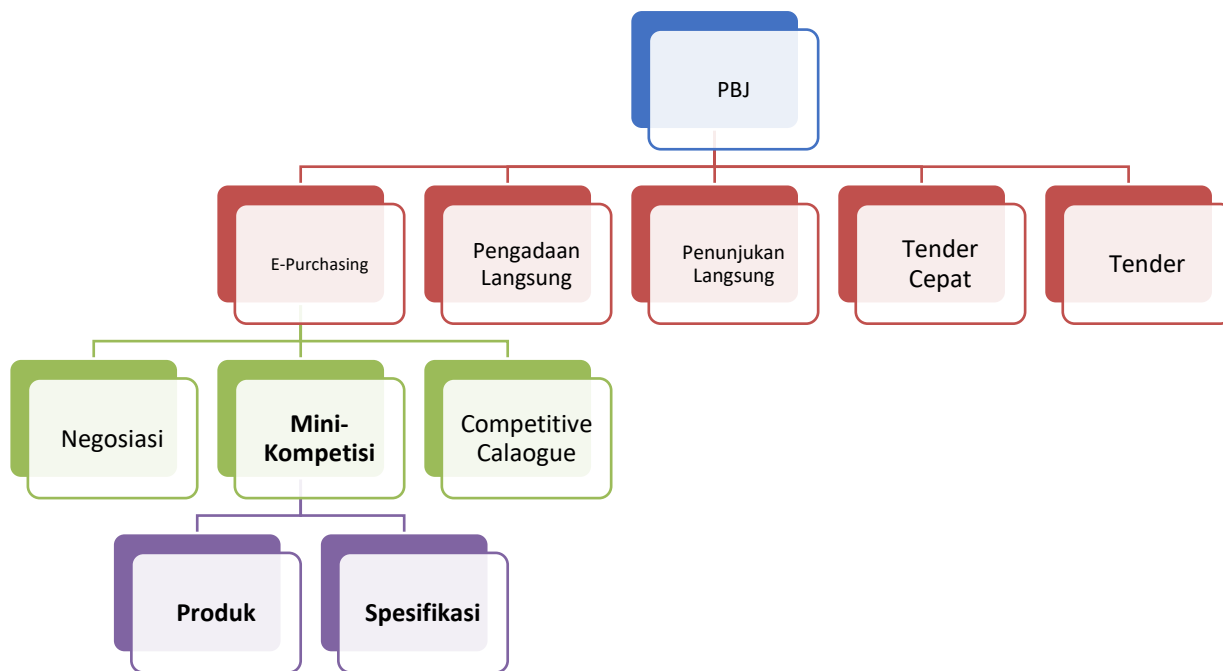 PBJ
E-Purchasing
Pengadaan
Langsung
Penunjukan
Langsung
Tender
Cepat
Tender
Negosiasi
Mini-
Kompetisi
Competitive
Calaogue
Produk
Spesifikasi